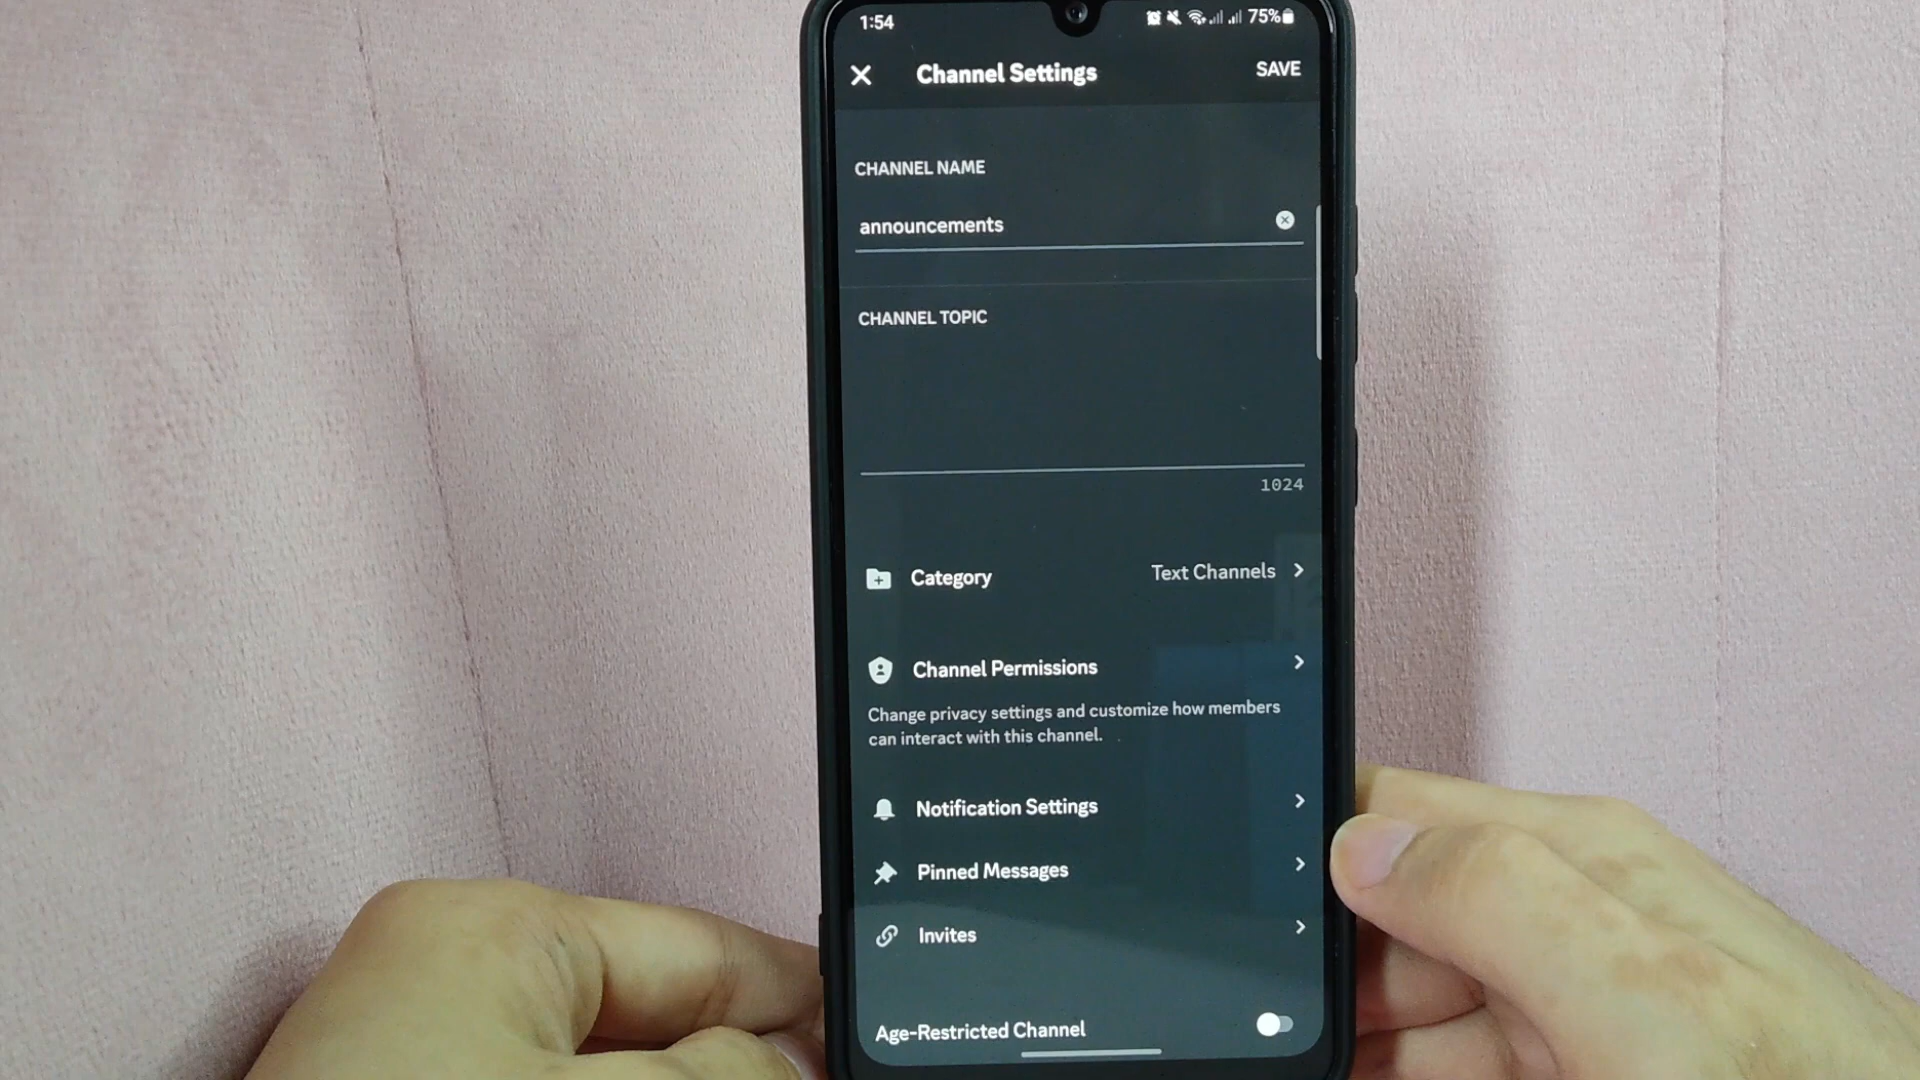 1:54
75%
Channel Settings
SAVE
CHANNEL NAME
announcements
CHANNEL TOPIC
1024
Category
Text Channels
Channel Permissions
Change privacy settings and customize how members
can interact with this channel.
Notification Settings
Pinned Messages
Invites
Age-Restricted Channel